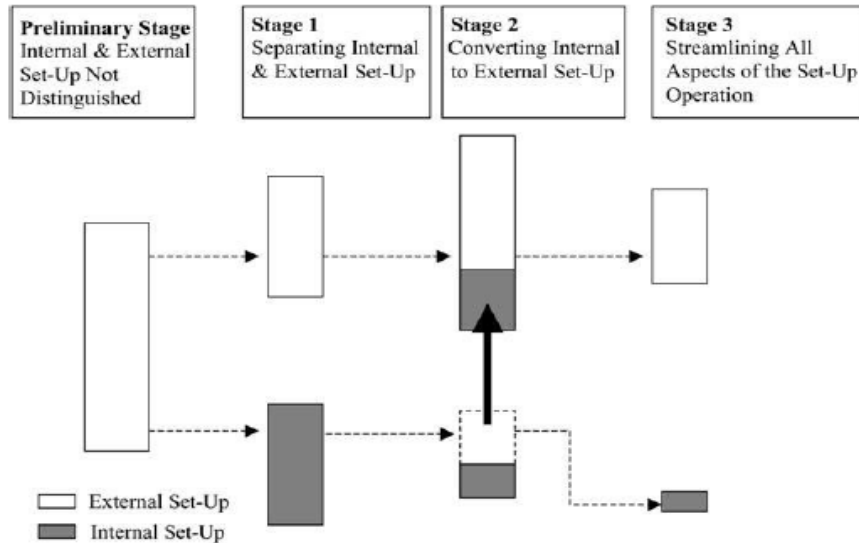 Preliminary Stage
Internal & External
Set-Up Not
Distinguished
Stage 1
Separating Internal
& External Set-Up
Stage 2
Converting Internal
to External Set-Up
Stage 3
Streamlining All
Aspects of the Set-Up
Operation
External Set-Up
Internal Set-Up